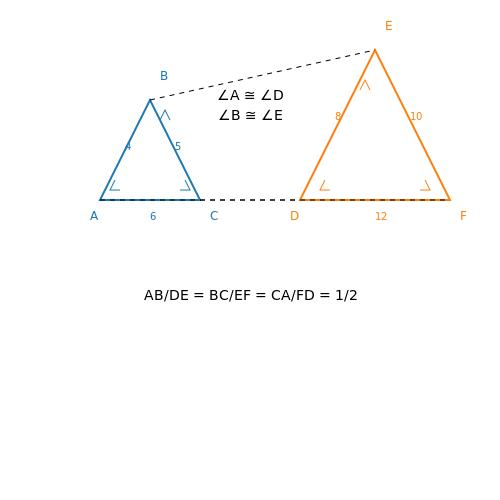 E
B
∠A ≅ ∠D
∠B ≅ ∠E
8
10
4
5
A
6
C
D
12
F
AB/DE = BC/EF = CA/FD = 1/2